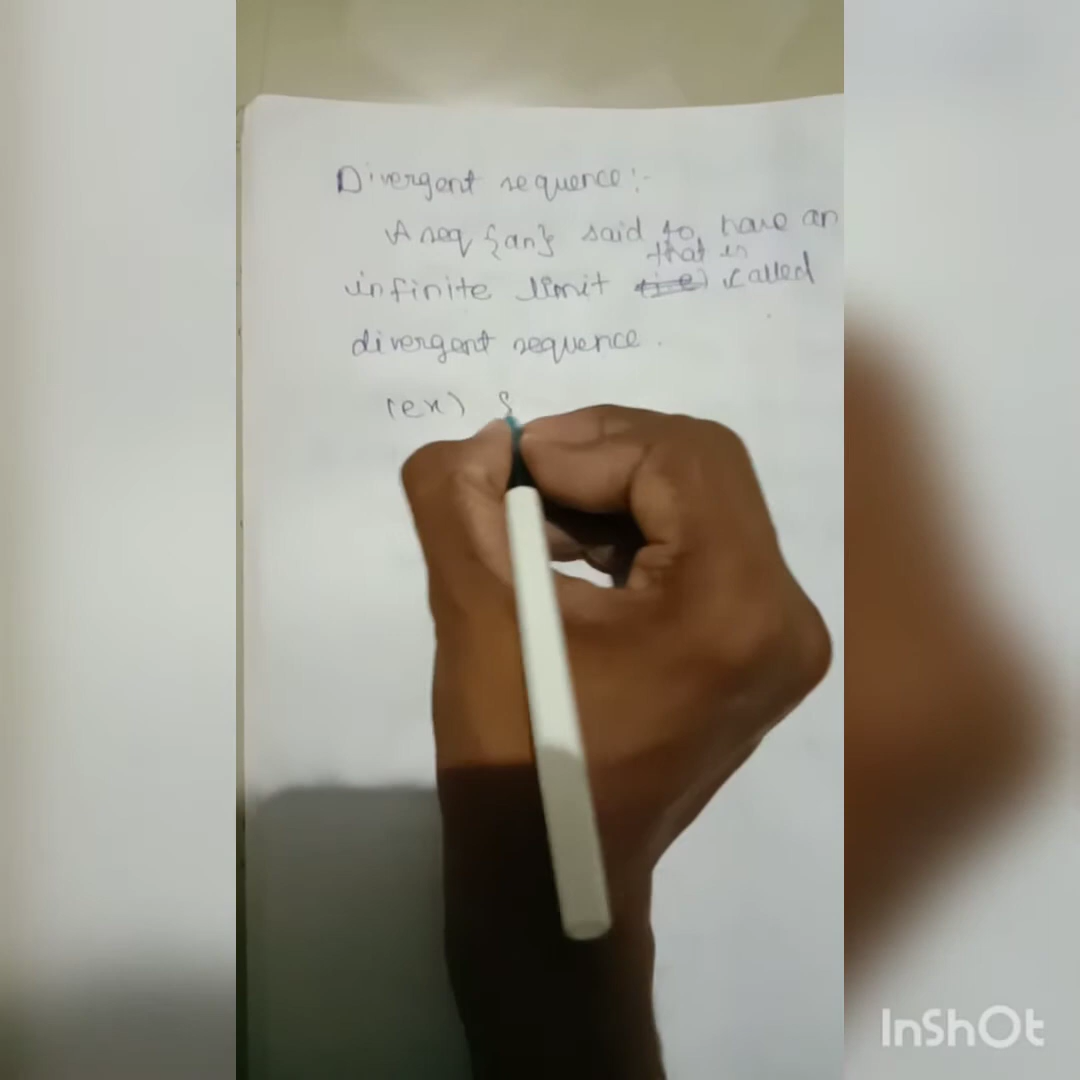 Divergent sequence:-
A seq {an} said to have an
that is
infinite limit called
divergent sequence.
(ex) {
InShOt